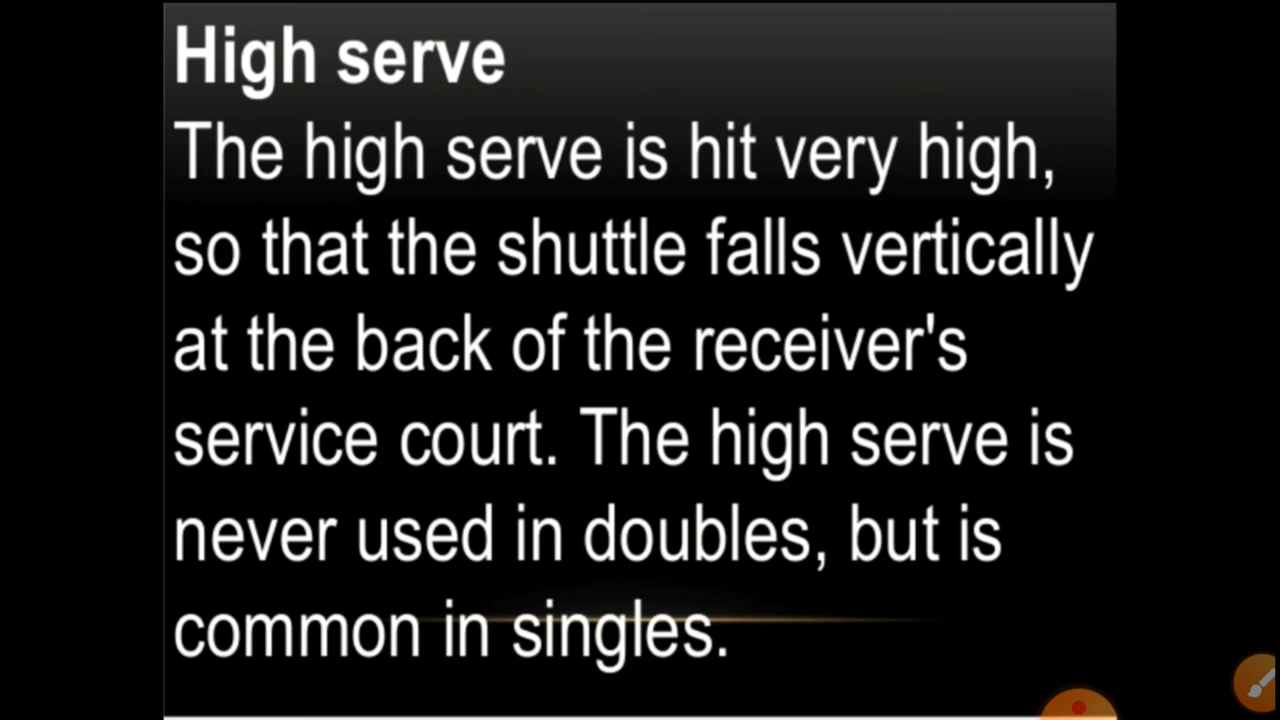 High serve
The high serve is hit very high,
so that the shuttle falls vertically
at the back of the receiver's
service court. The high serve is
never used in doubles, but is
common in singles.